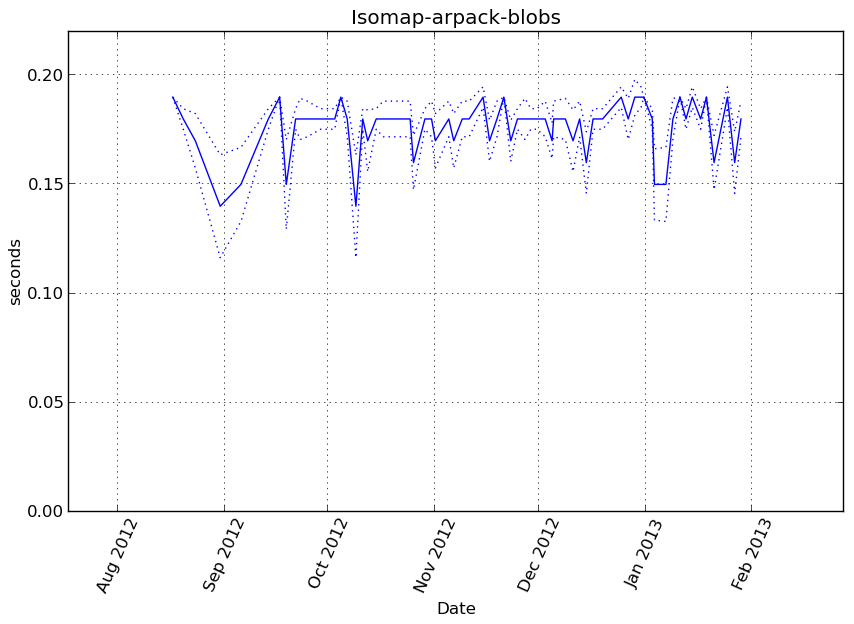 Isomap-arpack-blobs
0.20
0.15
0.10
0.05
0.00
seconds
Aug 2012
Sep 2012
Oct 2012
Nov 2012
Dec 2012
Jan 2013
Feb 2013
Date